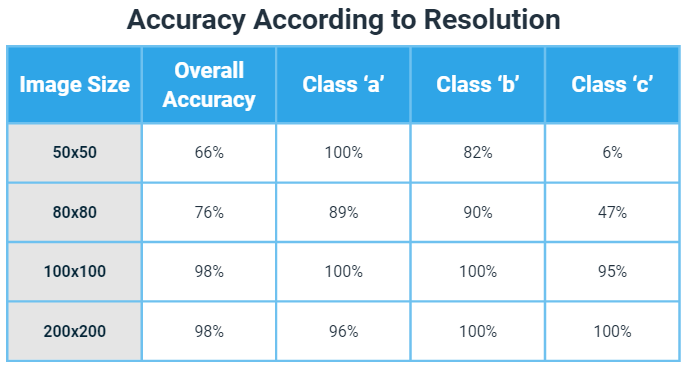 Accuracy According to Resolution
Image Size Overall Accuracy Class ‘a’ Class ‘b’ Class ‘c’
50x50 66% 100% 82% 6%
80x80 76% 89% 90% 47%
100x100 98% 100% 100% 95%
200x200 98% 96% 100% 100%